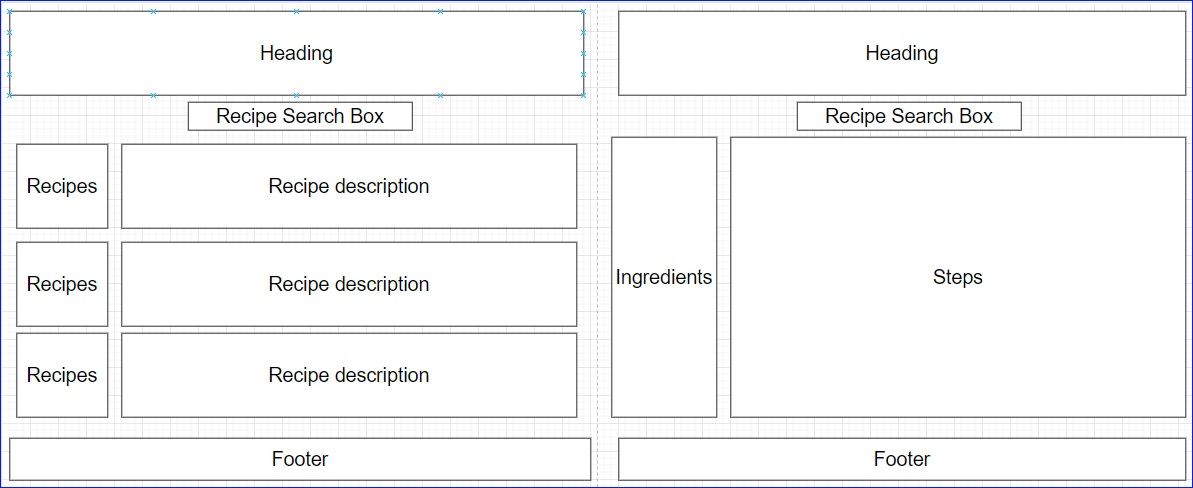 Heading
Recipe Search Box
Recipes
Recipe description
Recipes
Recipe description
Recipes
Recipe description
Footer
Heading
Recipe Search Box
Ingredients
Steps
Footer